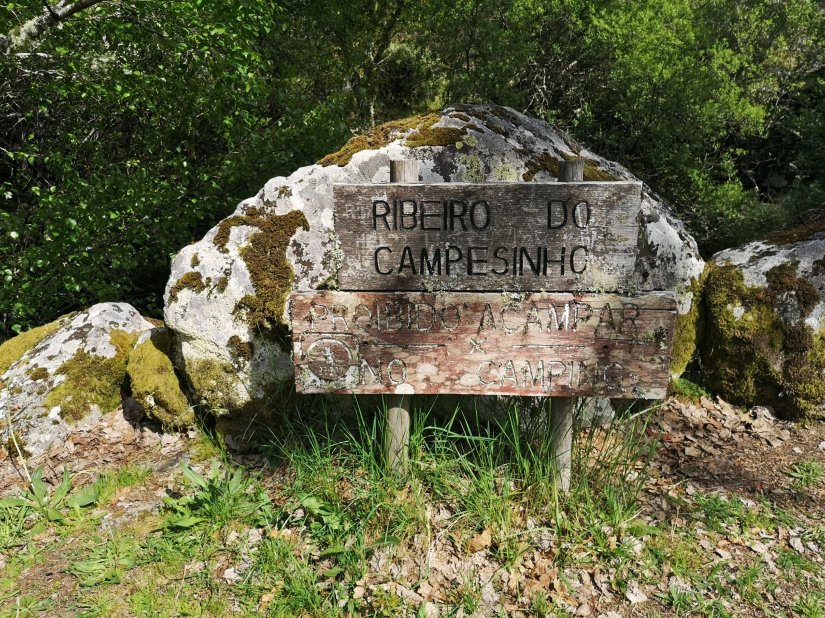 RIBEIRO DO
CAMPESINHO
PROIBIDO ACAMPAR
NO CAMPING